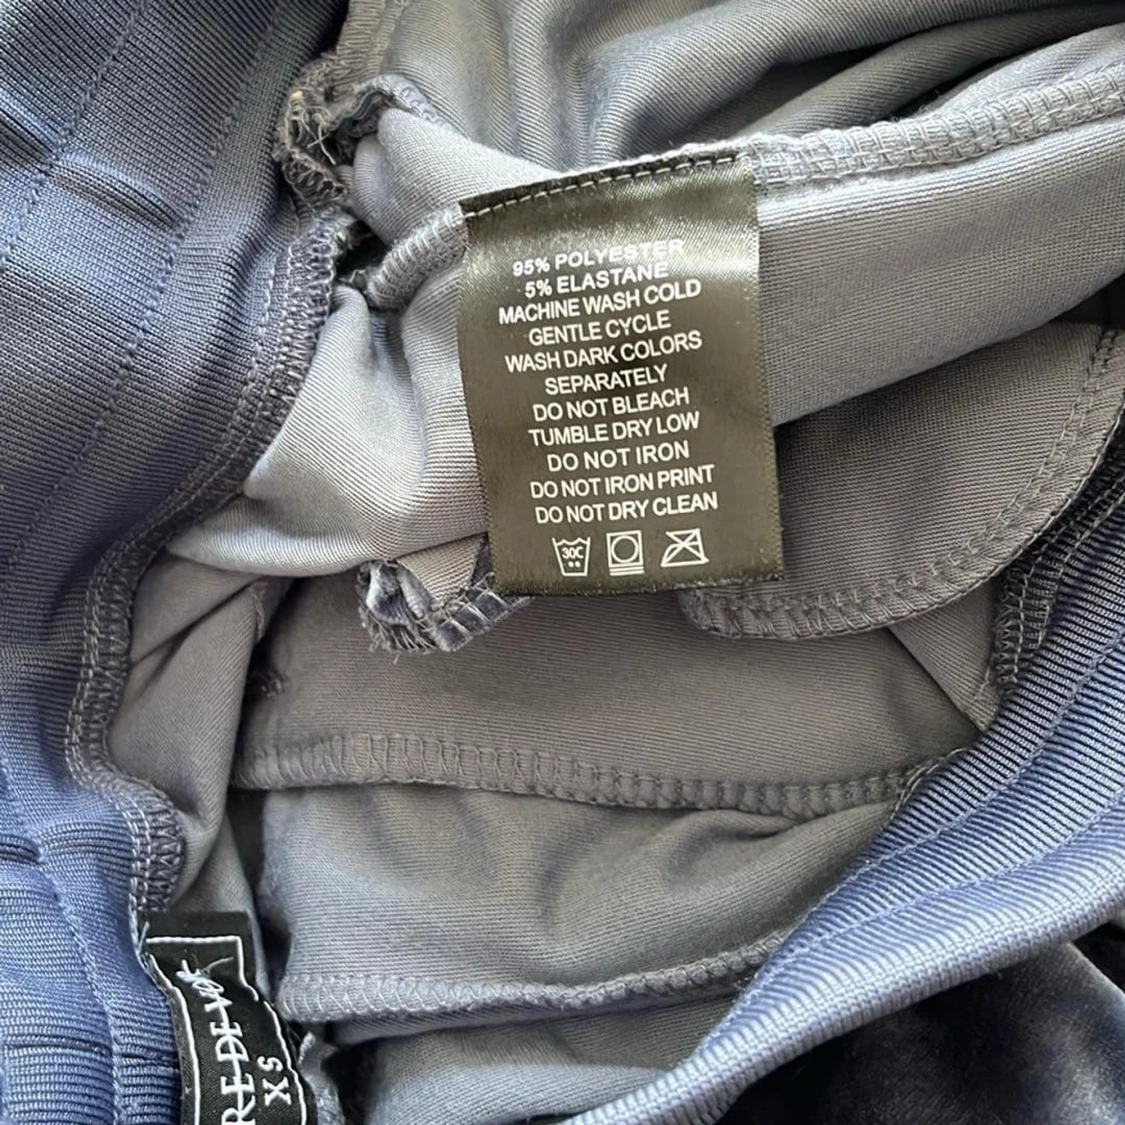 95% POLYESTER
5% ELASTANE
MACHINE WASH COLD
GENTLE CYCLE
WASH DARK COLORS
SEPARATELY
DO NOT BLEACH
TUMBLE DRY LOW
DO NOT IRON
DO NOT IRON PRINT
DO NOT DRY CLEAN
30C
XS